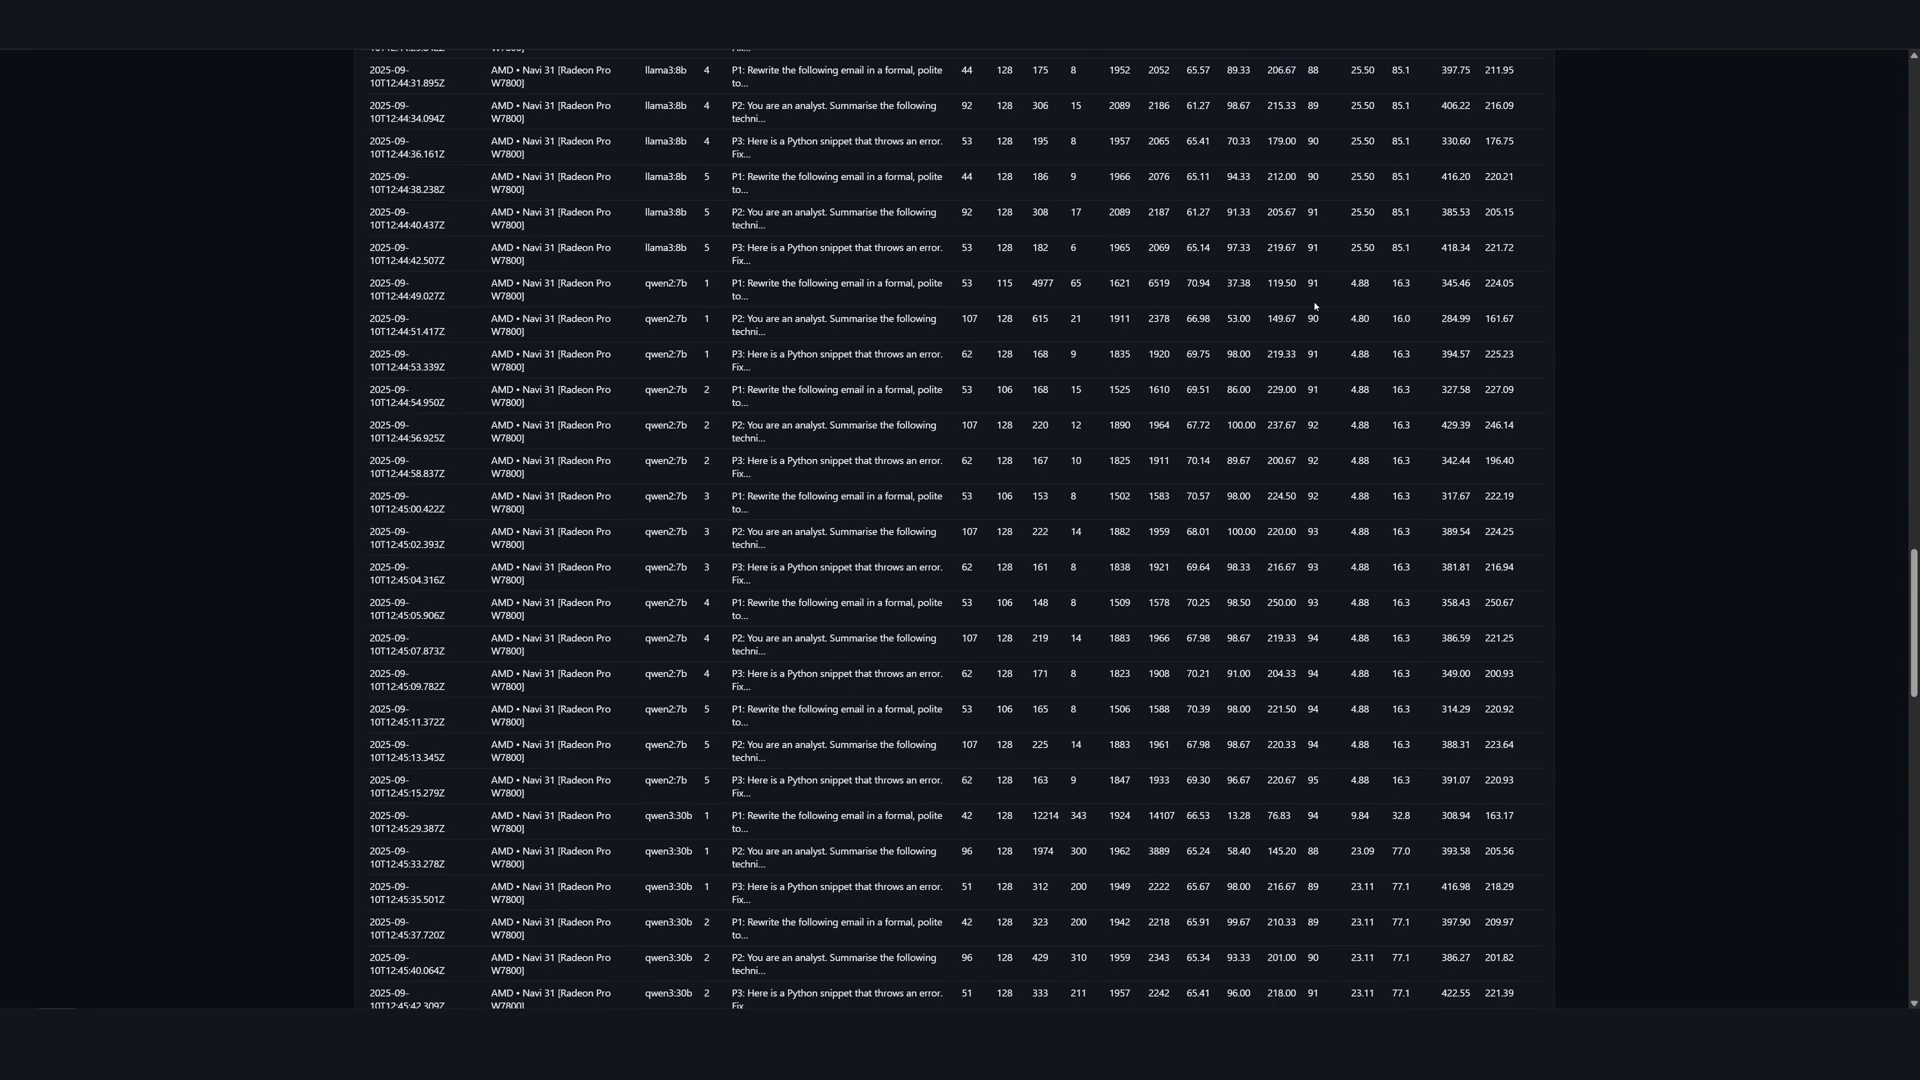 2025-09- AMD • Navi 31 [Radeon Pro llama3:8b 4 P1: Rewrite the following email in a formal, polite 44 128 175 8 1952 2052 65.57 89.33 206.67 88 25.50 85.1 397.75 211.95
10T12:44:31.895Z W7800] to...
2025-09- AMD • Navi 31 [Radeon Pro llama3:8b 4 P2: You are an analyst. Summarise the following 92 128 306 15 2089 2186 61.27 98.67 215.33 89 25.50 85.1 406.22 216.09
10T12:44:34.094Z W7800] techni...
2025-09- AMD • Navi 31 [Radeon Pro llama3:8b 4 P3: Here is a Python snippet that throws an error. 53 128 195 8 1957 2065 65.41 70.33 179.00 90 25.50 85.1 330.60 176.75
10T12:44:36.161Z W7800] Fix...
2025-09- AMD • Navi 31 [Radeon Pro llama3:8b 5 P1: Rewrite the following email in a formal, polite 44 128 186 9 1966 2076 65.11 94.33 212.00 90 25.50 85.1 416.20 220.21
10T12:44:38.238Z W7800] to...
2025-09- AMD • Navi 31 [Radeon Pro llama3:8b 5 P2: You are an analyst. Summarise the following 92 128 308 17 2089 2187 61.27 91.33 205.67 91 25.50 85.1 385.53 205.15
10T12:44:40.437Z W7800] techni...
2025-09- AMD • Navi 31 [Radeon Pro llama3:8b 5 P3: Here is a Python snippet that throws an error. 53 128 182 6 1965 2069 65.14 97.33 219.67 91 25.50 85.1 418.34 221.72
10T12:44:42.507Z W7800] Fix...
2025-09- AMD • Navi 31 [Radeon Pro qwen2:7b 1 P1: Rewrite the following email in a formal, polite 53 115 4977 65 1621 6519 70.94 37.38 119.50 91 4.88 16.3 345.46 224.05
10T12:44:49.027Z W7800] to...
2025-09- AMD • Navi 31 [Radeon Pro qwen2:7b 1 P2: You are an analyst. Summarise the following 107 128 615 21 1911 2378 66.98 53.00 149.67 90 4.80 16.0 284.99 161.67
10T12:44:51.417Z W7800] techni...
2025-09- AMD • Navi 31 [Radeon Pro qwen2:7b 1 P3: Here is a Python snippet that throws an error. 62 128 168 9 1835 1920 69.75 98.00 219.33 91 4.88 16.3 394.57 225.23
10T12:44:53.339Z W7800] Fix...
2025-09- AMD • Navi 31 [Radeon Pro qwen2:7b 2 P1: Rewrite the following email in a formal, polite 53 106 168 15 1525 1610 69.51 86.00 229.00 91 4.88 16.3 327.58 227.09
10T12:44:54.950Z W7800] to...
2025-09- AMD • Navi 31 [Radeon Pro qwen2:7b 2 P2: You are an analyst. Summarise the following 107 128 220 12 1890 1964 67.72 100.00 237.67 92 4.88 16.3 429.39 246.14
10T12:44:56.925Z W7800] techni...
2025-09- AMD • Navi 31 [Radeon Pro qwen2:7b 2 P3: Here is a Python snippet that throws an error. 62 128 167 10 1825 1911 70.14 89.67 200.67 92 4.88 16.3 342.44 196.40
10T12:44:58.837Z W7800] Fix...
2025-09- AMD • Navi 31 [Radeon Pro qwen2:7b 3 P1: Rewrite the following email in a formal, polite 53 106 153 8 1502 1583 70.57 98.00 224.50 92 4.88 16.3 317.67 222.19
10T12:45:00.422Z W7800] to...
2025-09- AMD • Navi 31 [Radeon Pro qwen2:7b 3 P2: You are an analyst. Summarise the following 107 128 222 14 1882 1959 68.01 100.00 220.00 93 4.88 16.3 389.54 224.25
10T12:45:02.393Z W7800] techni...
2025-09- AMD • Navi 31 [Radeon Pro qwen2:7b 3 P3: Here is a Python snippet that throws an error. 62 128 161 8 1838 1921 69.64 98.33 216.67 93 4.88 16.3 381.81 216.94
10T12:45:04.316Z W7800] Fix...
2025-09- AMD • Navi 31 [Radeon Pro qwen2:7b 4 P1: Rewrite the following email in a formal, polite 53 106 148 8 1509 1578 70.25 98.50 250.00 93 4.88 16.3 358.43 250.67
10T12:45:05.906Z W7800] to...
2025-09- AMD • Navi 31 [Radeon Pro qwen2:7b 4 P2: You are an analyst. Summarise the following 107 128 219 14 1883 1966 67.98 98.67 219.33 94 4.88 16.3 386.59 221.25
10T12:45:07.873Z W7800] techni...
2025-09- AMD • Navi 31 [Radeon Pro qwen2:7b 4 P3: Here is a Python snippet that throws an error. 62 128 171 8 1823 1908 70.21 91.00 204.33 94 4.88 16.3 349.00 200.93
10T12:45:09.782Z W7800] Fix...
2025-09- AMD • Navi 31 [Radeon Pro qwen2:7b 5 P1: Rewrite the following email in a formal, polite 53 106 165 8 1506 1588 70.39 98.00 221.50 94 4.88 16.3 314.29 220.92
10T12:45:11.372Z W7800] to...
2025-09- AMD • Navi 31 [Radeon Pro qwen2:7b 5 P2: You are an analyst. Summarise the following 107 128 225 14 1883 1961 67.98 98.67 220.33 94 4.88 16.3 388.31 223.64
10T12:45:13.345Z W7800] techni...
2025-09- AMD • Navi 31 [Radeon Pro qwen2:7b 5 P3: Here is a Python snippet that throws an error. 62 128 163 9 1847 1933 69.30 96.67 220.67 95 4.88 16.3 391.07 220.93
10T12:45:15.279Z W7800] Fix...
2025-09- AMD • Navi 31 [Radeon Pro qwen3:30b 1 P1: Rewrite the following email in a formal, polite 42 128 12214 343 1924 14107 66.53 13.28 76.83 94 9.84 32.8 308.94 163.17
10T12:45:29.387Z W7800] to...
2025-09- AMD • Navi 31 [Radeon Pro qwen3:30b 1 P2: You are an analyst. Summarise the following 96 128 1974 300 1962 3889 65.24 58.40 145.20 88 23.09 77.0 393.58 205.56
10T12:45:33.278Z W7800] techni...
2025-09- AMD • Navi 31 [Radeon Pro qwen3:30b 1 P3: Here is a Python snippet that throws an error. 51 128 312 200 1949 2222 65.67 98.00 216.67 89 23.11 77.1 416.98 218.29
10T12:45:35.501Z W7800] Fix...
2025-09- AMD • Navi 31 [Radeon Pro qwen3:30b 2 P1: Rewrite the following email in a formal, polite 42 128 323 200 1942 2218 65.91 99.67 210.33 89 23.11 77.1 397.90 209.97
10T12:45:37.720Z W7800] to...
2025-09- AMD • Navi 31 [Radeon Pro qwen3:30b 2 P2: You are an analyst. Summarise the following 96 128 429 310 1959 2343 65.34 93.33 201.00 90 23.11 77.1 386.27 201.82
10T12:45:40.064Z W7800] techni...
2025-09- AMD • Navi 31 [Radeon Pro qwen3:30b 2 P3: Here is a Python snippet that throws an error. 51 128 333 211 1957 2242 65.41 96.00 218.00 91 23.11 77.1 422.55 221.39
10T12:45:42.309Z W7800] Fix